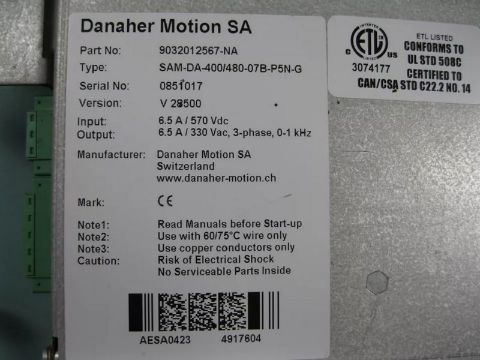 Danaher Motion SA
Part No: 9032012567-NA
Type: SAM-DA-400/480-07B-P5N-G
Serial No: 0851017
Version: V 28500
Input: 6.5 A / 570 Vdc
Output: 6.5 A / 330 Vac, 3-phase, 0-1 kHz
Manufacturer: Danaher Motion SA
Switzerland
www.danaher-motion.ch
Mark: CE
Note1: Read Manuals before Start-up
Note2: Use with 60/75°C wire only
Note3: Use copper conductors only
Caution: Risk of Electrical Shock
No Serviceable Parts Inside
AESA0423 4917604
ETL LISTED
CONFORMS TO
UL STD 508C
CERTIFIED TO
CAN/CSA STD C22.2 NO. 14
C ETL US
3074177